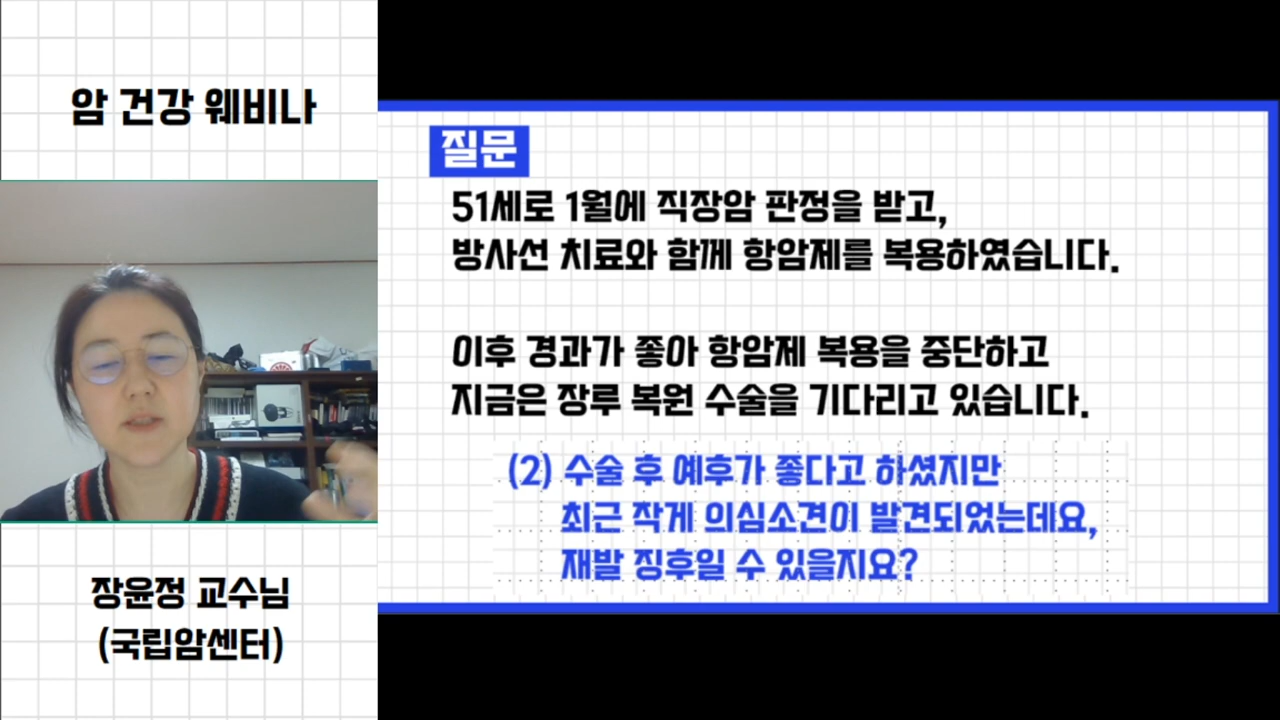 암 건강 웨비나
장윤정 교수님
(국립암센터)
질문
51세로 1월에 직장암 판정을 받고,
방사선 치료와 함께 항암제를 복용하였습니다.
이후 경과가 좋아 항암제 복용을 중단하고
지금은 장루 복원 수술을 기다리고 있습니다.
(2) 수술 후 예후가 좋다고 하셨지만
최근 작게 의심소견이 발견되었는데요,
재발 징후일 수 있을지요?